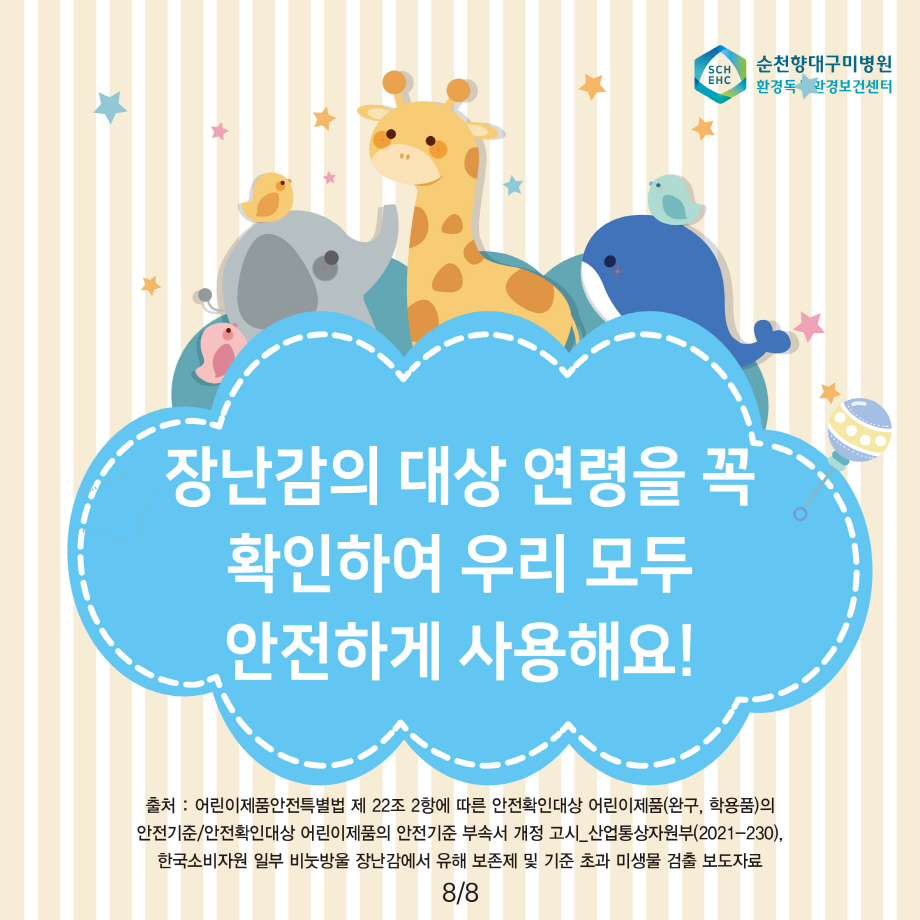 SCH
EHC
순천향대구미병원
환경독 환경보건센터
장난감의 대상 연령을 꼭
확인하여 우리 모두
안전하게 사용해요!
출처 : 어린이제품안전특별법 제 22조 2항에 따른 안전확인대상 어린이제품(완구, 학용품)의
안전기준/안전확인대상 어린이제품의 안전기준 부속서 개정 고시_산업통상자원부(2021-230),
한국소비자원 일부 비눗방울 장난감에서 유해 보존제 및 기준 초과 미생물 검출 보도자료
8/8